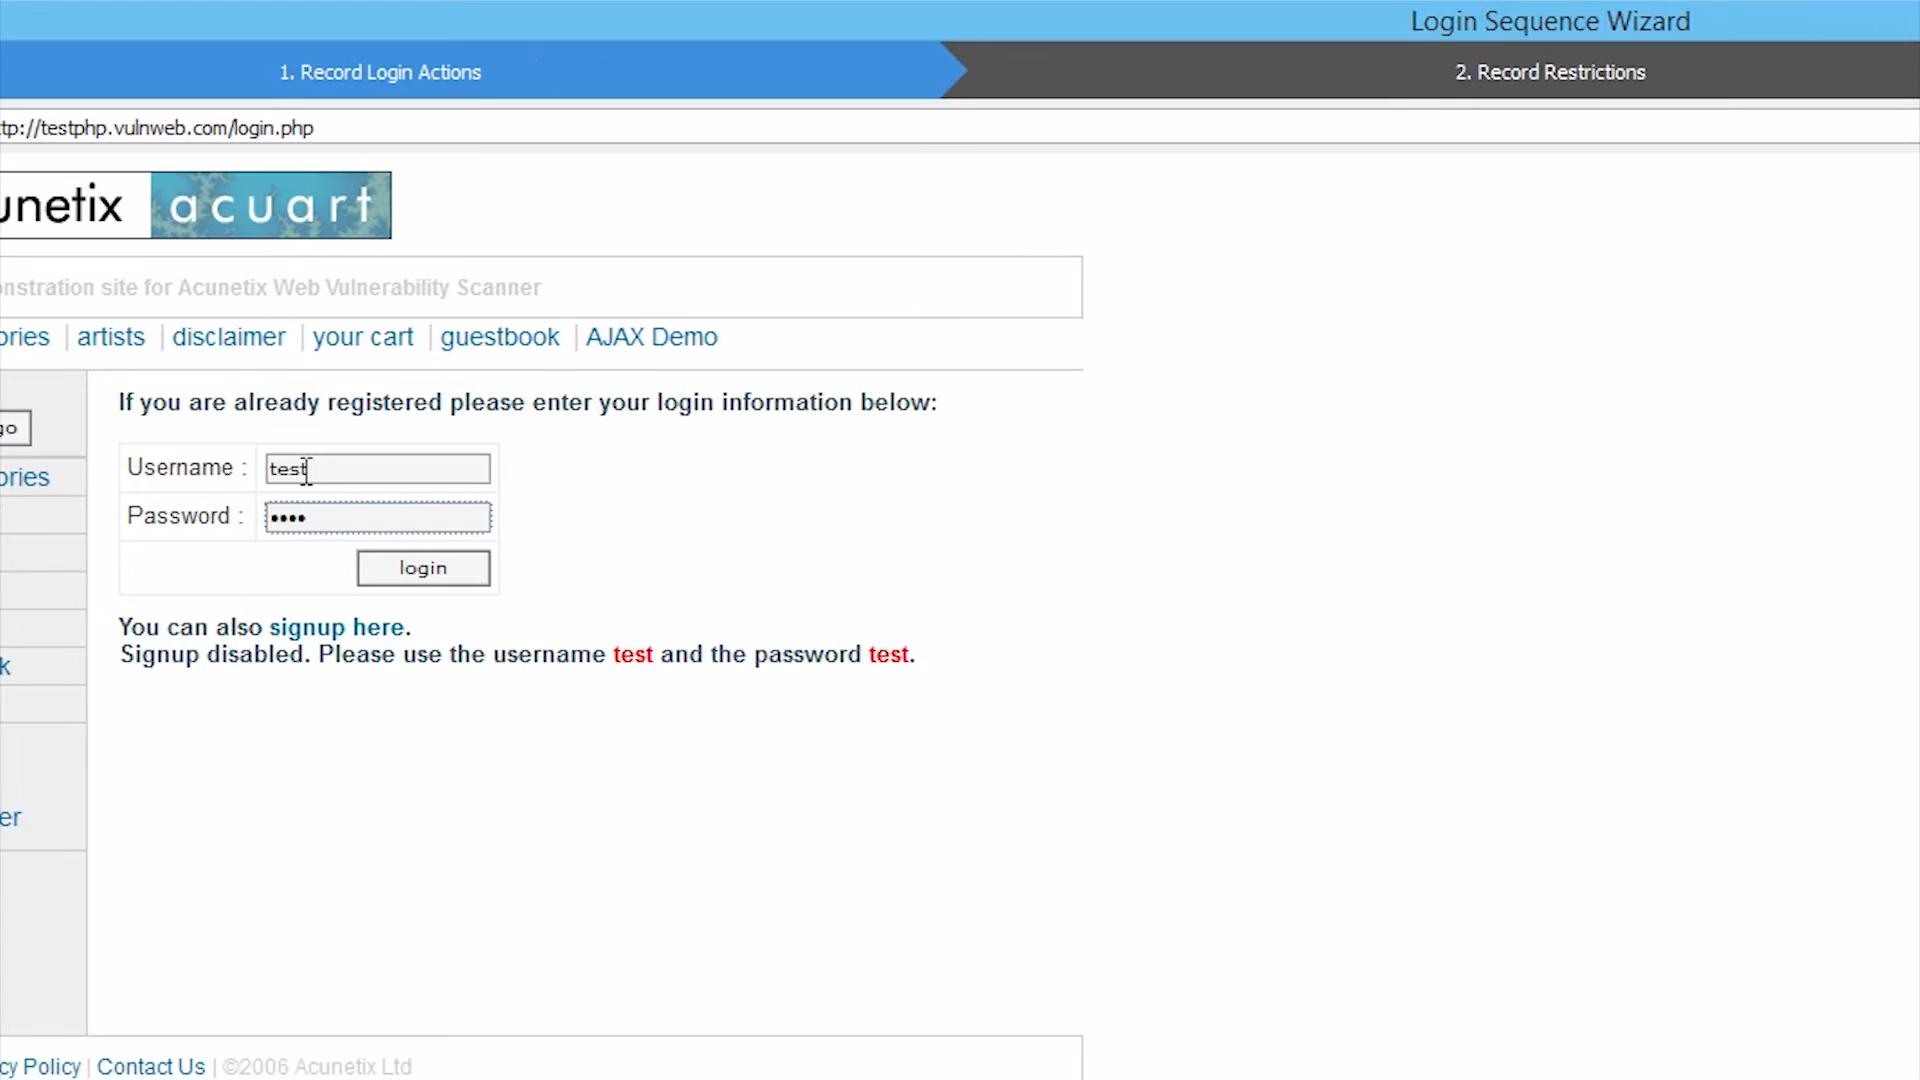 Login Sequence Wizard
1. Record Login Actions
2. Record Restrictions
tp://testphp.vulnweb.com/login.php
unetix acuart
nstration site for Acunetix Web Vulnerability Scanner
ories | artists | disclaimer | your cart | guestbook | AJAX Demo
If you are already registered please enter your login information below:
go
Username : test
ories
Password : ••••
login
You can also signup here.
Signup disabled. Please use the username test and the password test.
k
er
cy Policy | Contact Us | ©2006 Acunetix Ltd